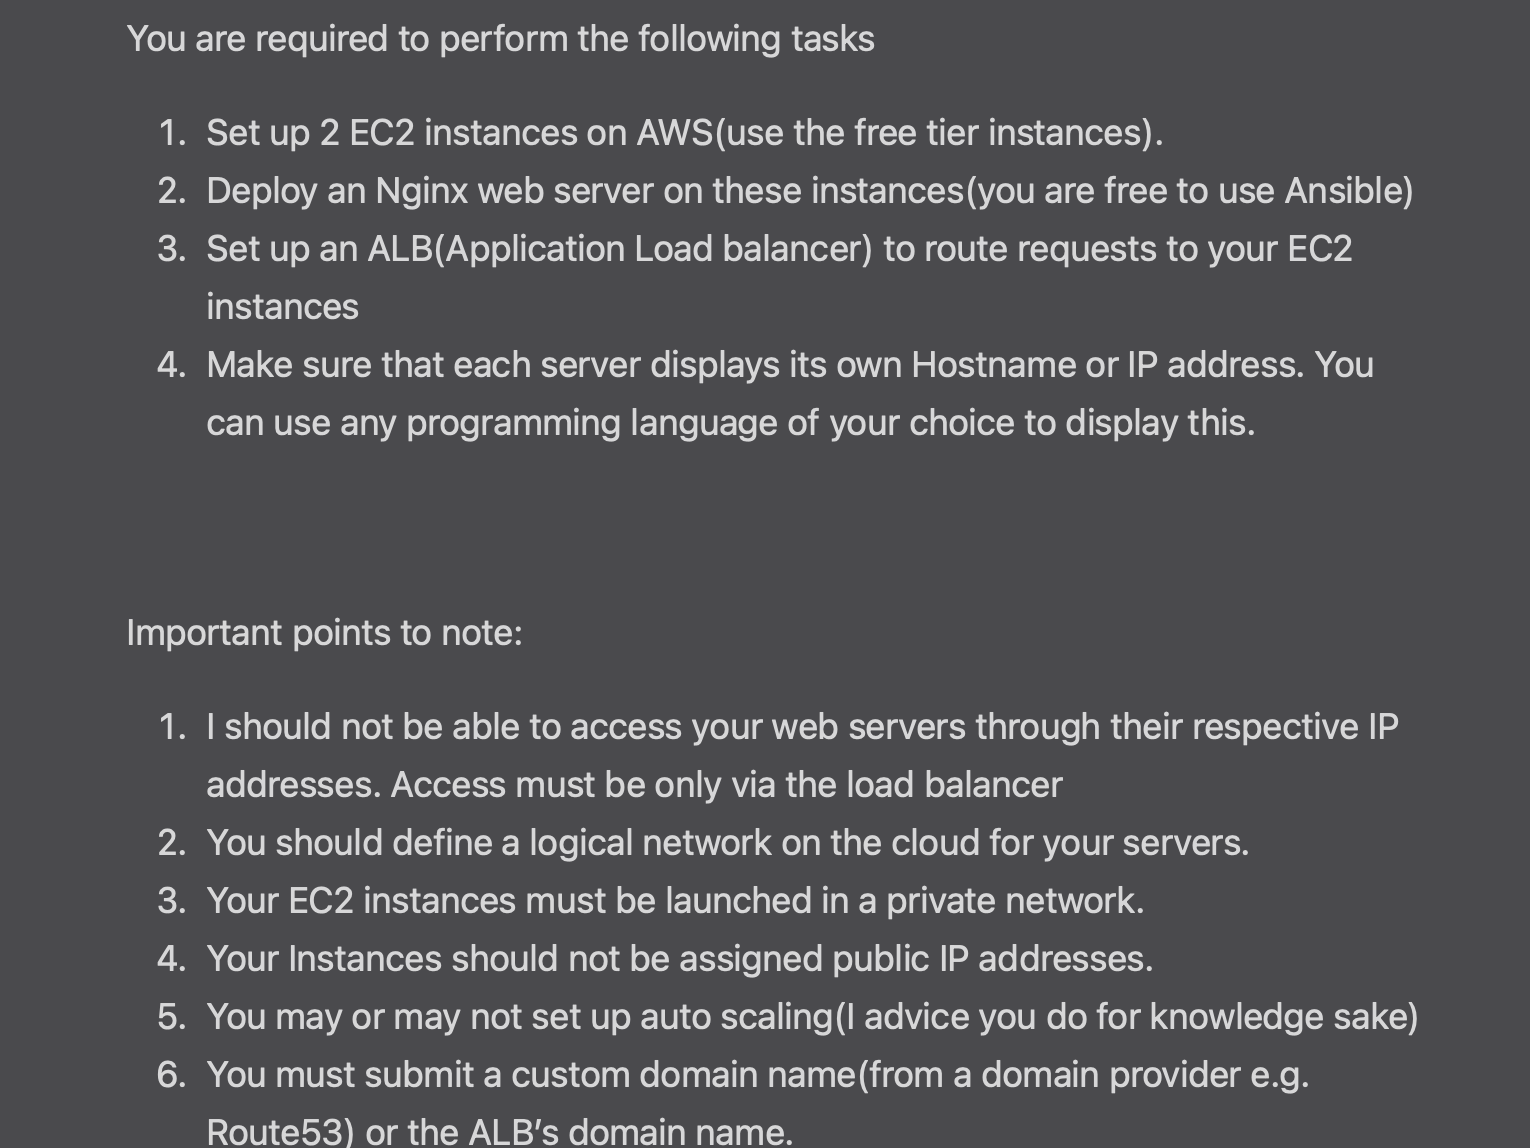 You are required to perform the following tasks
1. Set up 2 EC2 instances on AWS(use the free tier instances).
2. Deploy an Nginx web server on these instances(you are free to use Ansible)
3. Set up an ALB(Application Load balancer) to route requests to your EC2
instances
4. Make sure that each server displays its own Hostname or IP address. You
can use any programming language of your choice to display this.
Important points to note:
1. I should not be able to access your web servers through their respective IP
addresses. Access must be only via the load balancer
2. You should define a logical network on the cloud for your servers.
3. Your EC2 instances must be launched in a private network.
4. Your Instances should not be assigned public IP addresses.
5. You may or may not set up auto scaling(I advice you do for knowledge sake)
6. You must submit a custom domain name(from a domain provider e.g.
Route53) or the ALB’s domain name.